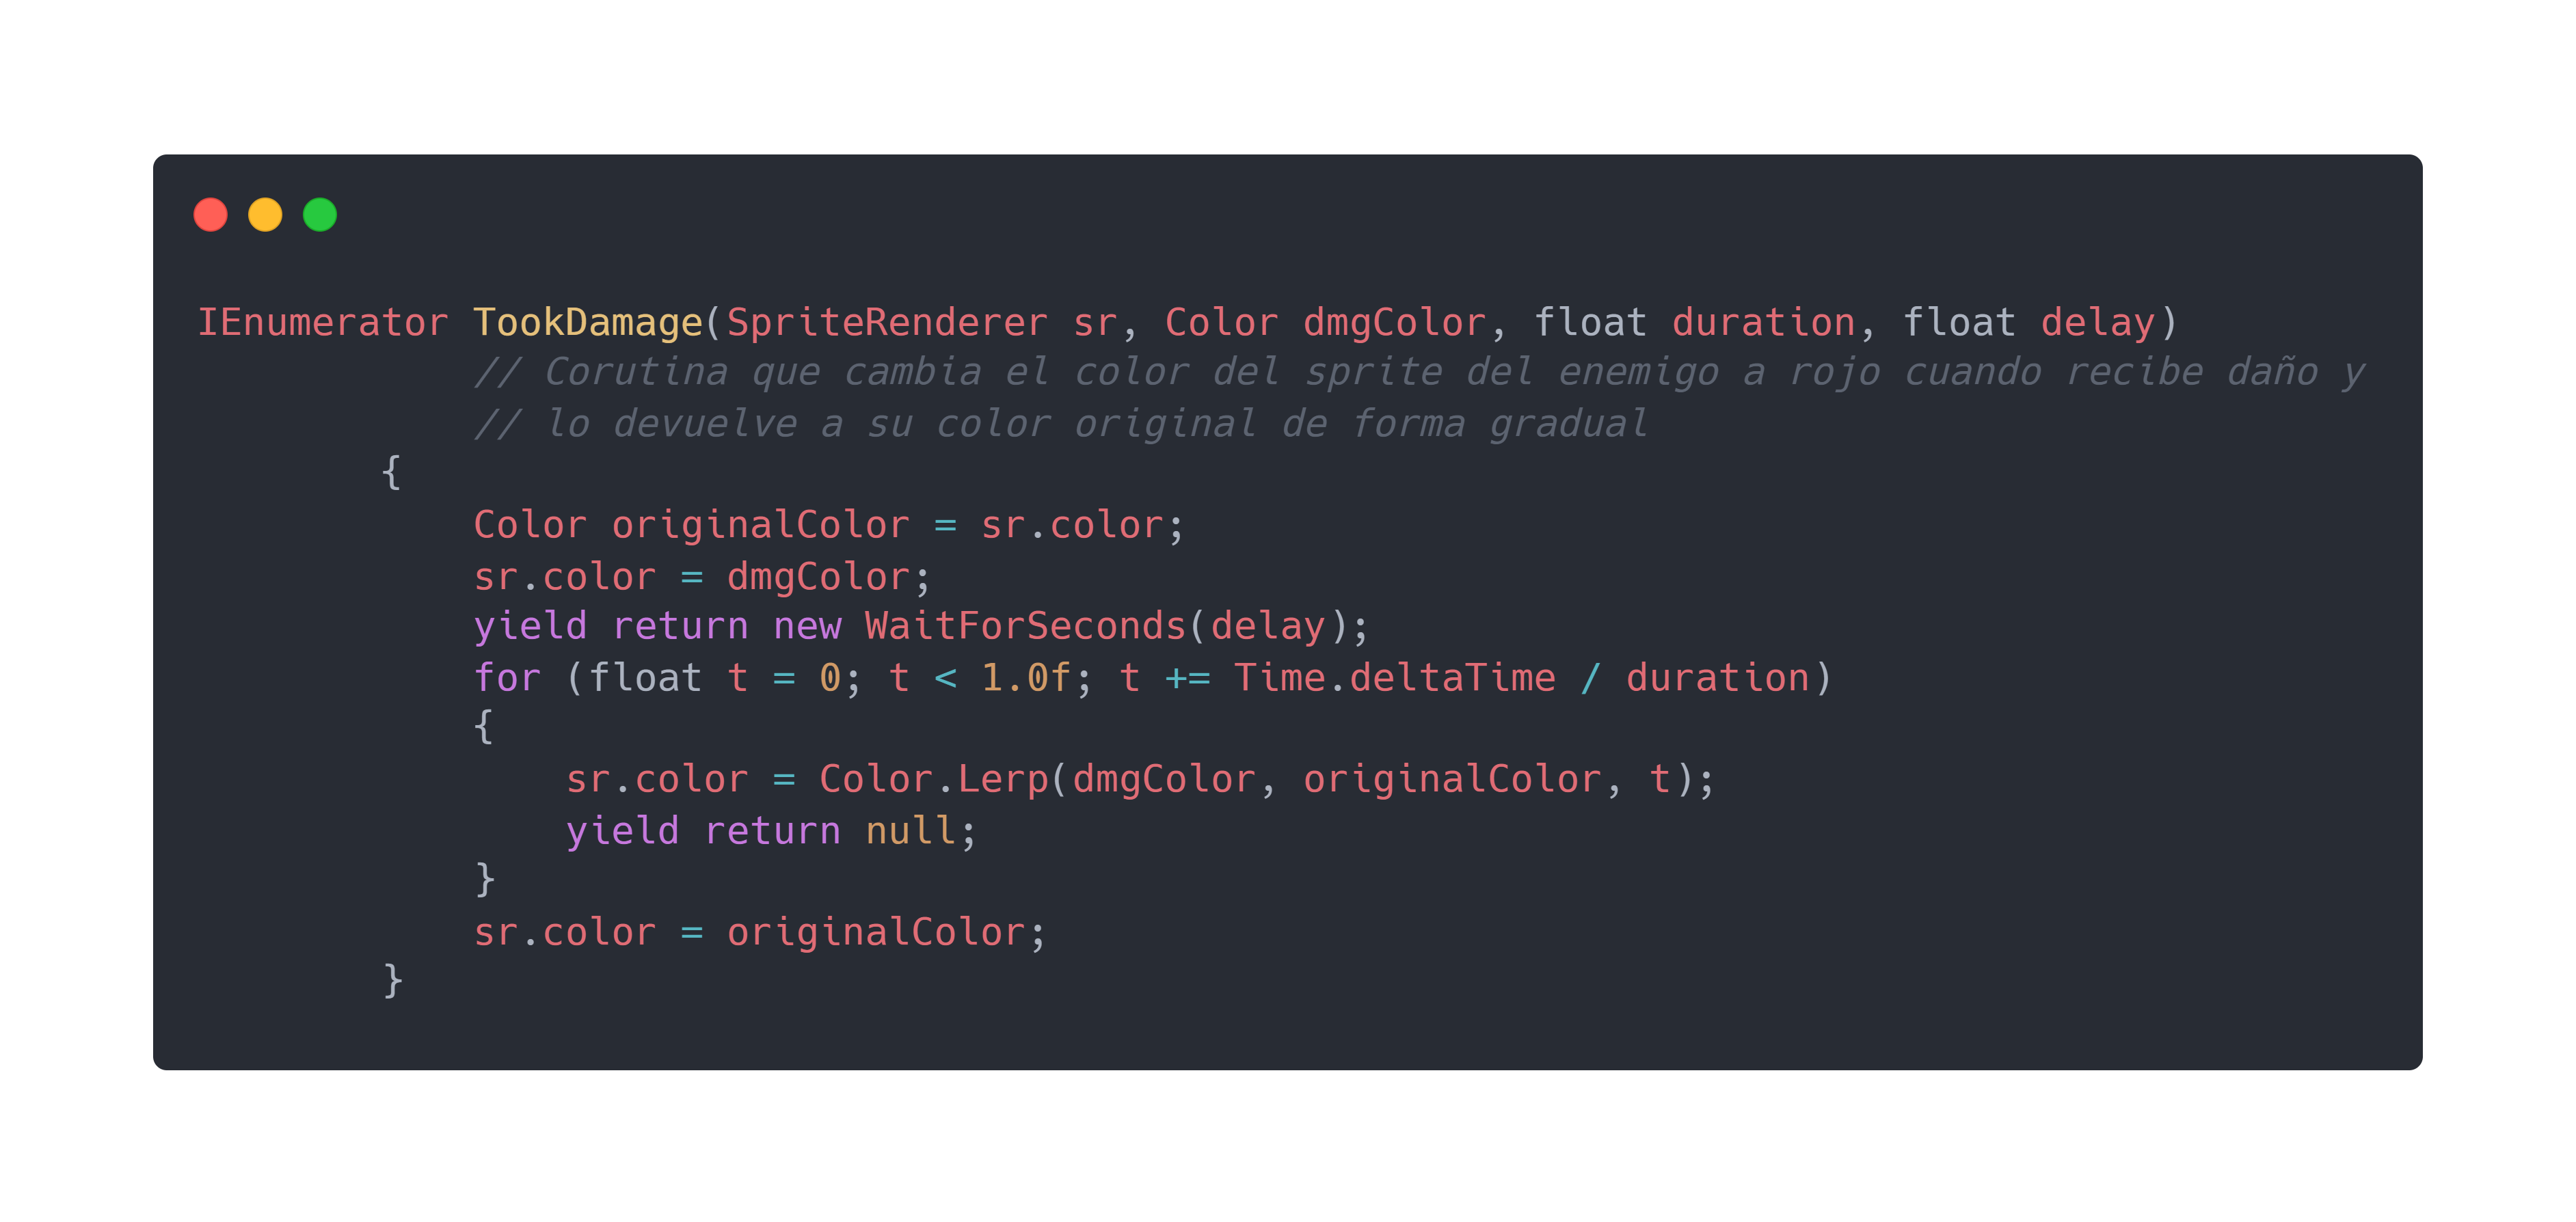 IEnumerator TookDamage(SpriteRenderer sr, Color dmgColor, float duration, float delay)
// Corutina que cambia el color del sprite del enemigo a rojo cuando recibe daño y
// lo devuelve a su color original de forma gradual
{
Color originalColor = sr.color;
sr.color = dmgColor;
yield return new WaitForSeconds(delay);
for (float t = 0; t < 1.0f; t += Time.deltaTime / duration)
{
sr.color = Color.Lerp(dmgColor, originalColor, t);
yield return null;
}
sr.color = originalColor;
}